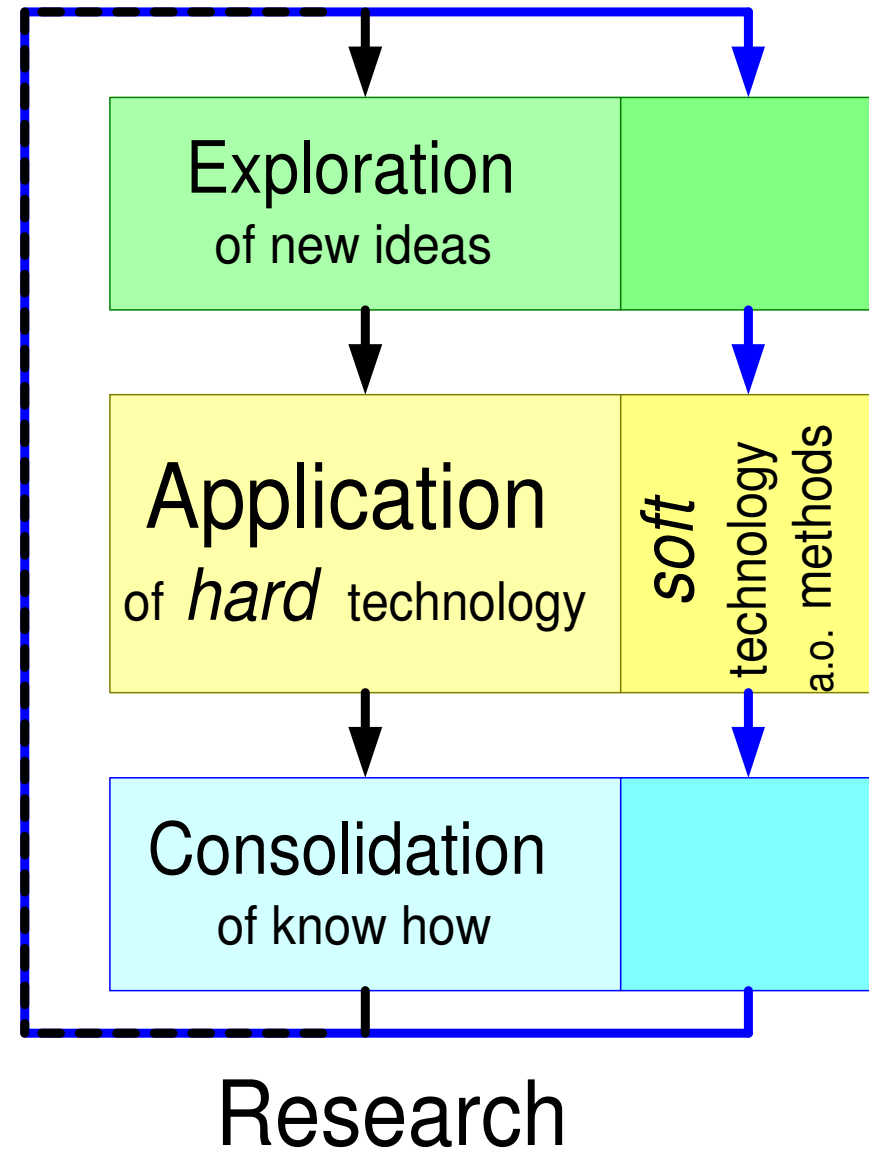 Exploration
of new ideas
Application
of hard technology
soft
technology
a.o. methods
Consolidation
of know how
Research